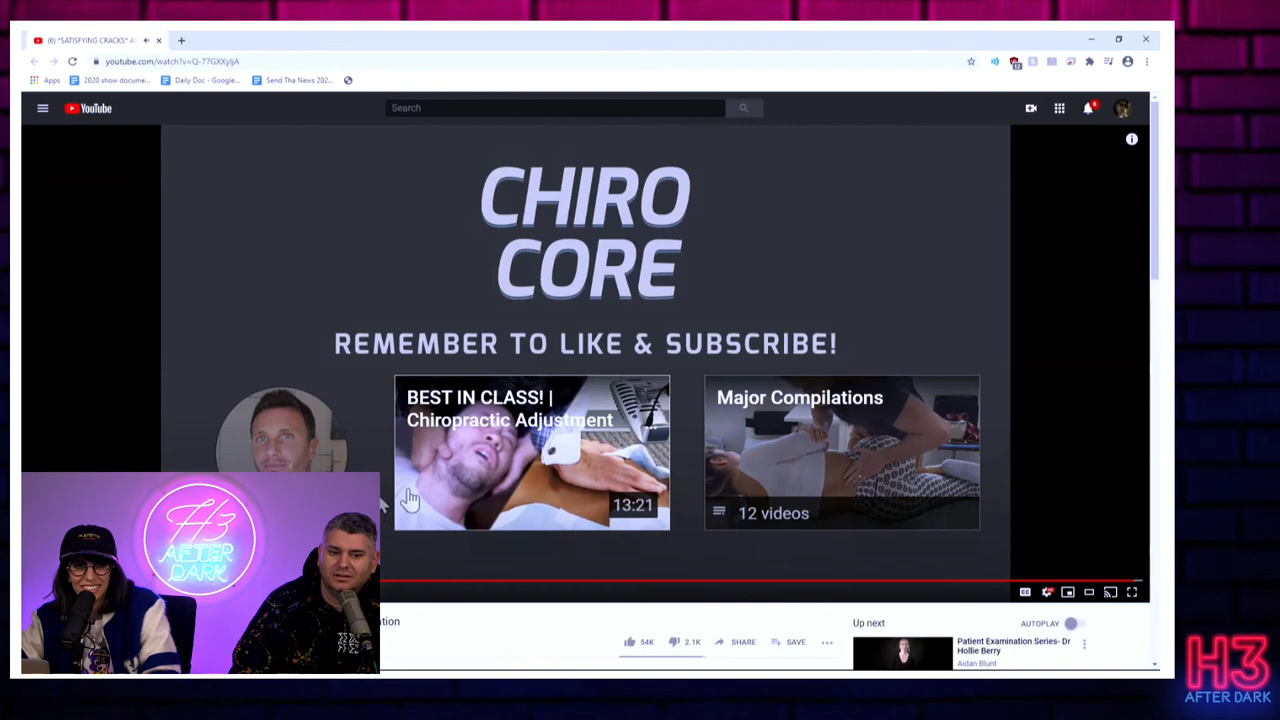 (6) "SATISFYING CRACKS" A
youtube.com/watch?v=Q-77GXXyljA
Apps
2020 show docume...
Daily Doc - Google...
Send Tha News 202...
YouTube
Search
6
CHIRO
CORE
REMEMBER TO LIKE & SUBSCRIBE!
BEST IN CLASS! |
Chiropractic Adjustment
...
13:21
Major Compilations
12 videos
H3
AFTER
DARK
CC
ation
54K
2.1K
SHARE
SAVE
Up next
AUTOPLAY
Patient Examination Series- Dr
Hollie Berry
Aidan Blunt
H3
AFTER DARK